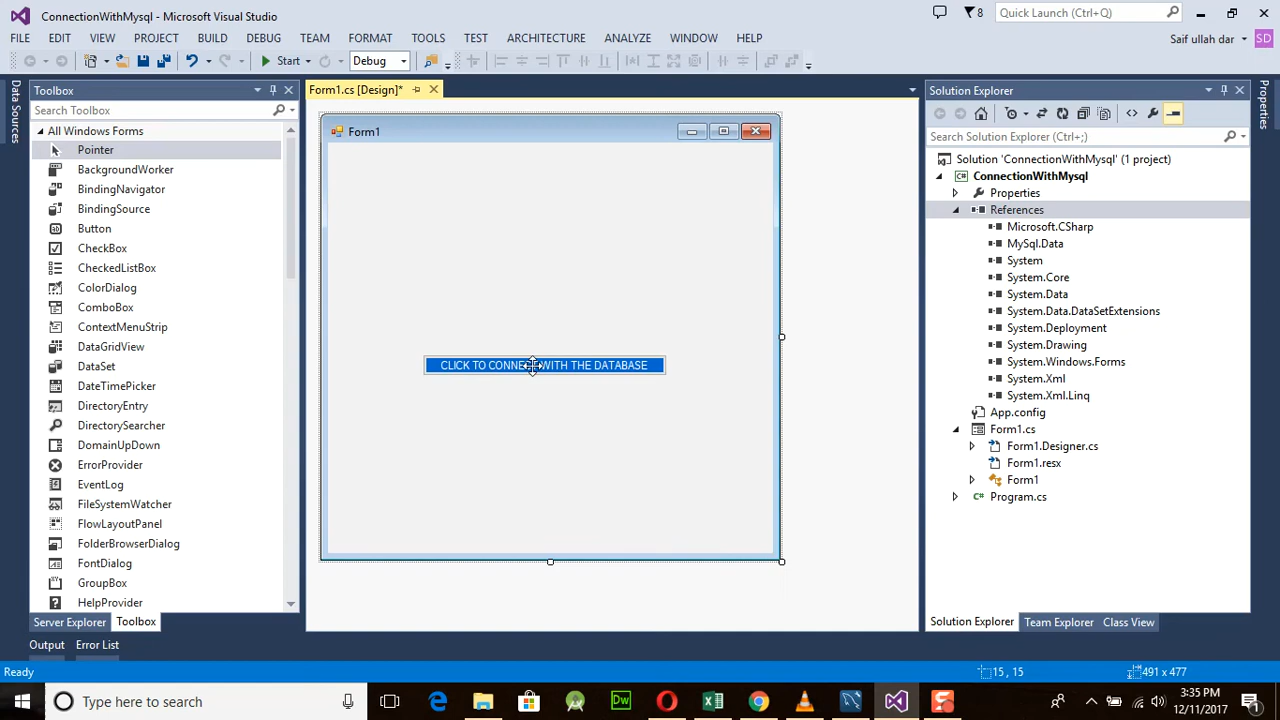 ConnectionWithMysql - Microsoft Visual Studio
8
Quick Launch (Ctrl+Q)
FILE EDIT VIEW PROJECT BUILD DEBUG TEAM FORMAT TOOLS TEST ARCHITECTURE ANALYZE WINDOW HELP
Saif ullah dar
SD
Start
Debug
Data Sources
Toolbox
Search Toolbox
All Windows Forms
Pointer
BackgroundWorker
BindingNavigator
BindingSource
Button
CheckBox
CheckedListBox
ColorDialog
ComboBox
ContextMenuStrip
DataGridView
DataSet
DateTimePicker
DirectoryEntry
DirectorySearcher
DomainUpDown
ErrorProvider
EventLog
FileSystemWatcher
FlowLayoutPanel
FolderBrowserDialog
FontDialog
GroupBox
HelpProvider
Server Explorer Toolbox
Output Error List
Form1.cs [Design]*
Form1
CLICK TO CONNECT WITH THE DATABASE
Solution Explorer
Search Solution Explorer (Ctrl+;)
Solution 'ConnectionWithMysql' (1 project)
ConnectionWithMysql
Properties
References
Microsoft.CSharp
MySql.Data
System
System.Core
System.Data
System.Data.DataSetExtensions
System.Deployment
System.Drawing
System.Windows.Forms
System.Xml
System.Xml.Linq
App.config
Form1.cs
Form1.Designer.cs
Form1.resx
Form1
Program.cs
Solution Explorer Team Explorer Class View
Properties
Ready
15 , 15
491 x 477
Type here to search
Dw
3:35 PM
12/11/2017
1